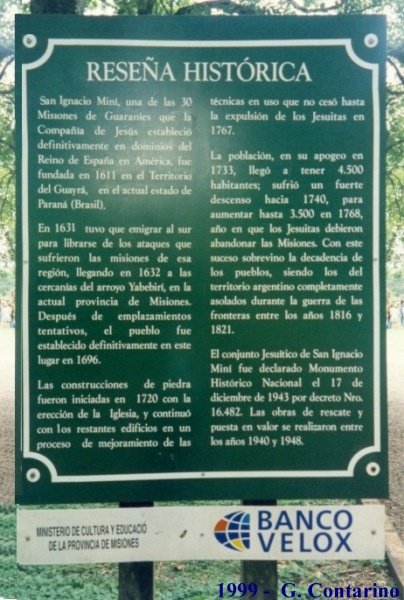 RESEÑA HISTÓRICA
San Ignacio Miní, una de las 30
Misiones de Guaraníes que la
Compañía de Jesús estableció
definitivamente en dominios del
Reino de España en América, fue
fundada en 1611 en el Territorio
del Guayrá, en el actual estado de
Paraná (Brasil).
En 1631 tuvo que emigrar al sur
para librarse de los ataques que
sufrieron las misiones de esa
región, llegando en 1632 a las
cercanías del arroyo Yabebirí, en la
actual provincia de Misiones.
Después de emplazamientos
tentativos, el pueblo fue
establecido definitivamente en este
lugar en 1696.
Las construcciones de piedra
fueron iniciadas en 1720 con la
erección de la Iglesia, y continuó
con los restantes edificios en un
proceso de mejoramiento de las
técnicas en uso que no cesó hasta
la expulsión de los Jesuitas en
1767.
La población, en su apogeo en
1733, llegó a tener 4.500
habitantes; sufrió un fuerte
descenso hacia 1740, para
aumentar hasta 3.500 en 1768,
año en que los Jesuitas debieron
abandonar las Misiones. Con este
suceso sobrevino la decadencia de
los pueblos, siendo los del
territorio argentino completamente
asolados durante la guerra de las
fronteras entre los años 1816 y
1821.
El conjunto Jesuítico de San Ignacio
Miní fue declarado Monumento
Histórico Nacional el 17 de
diciembre de 1943 por decreto Nro.
16.482. Las obras de rescate y
puesta en valor se realizaron entre
los años 1940 y 1948.
MINISTERIO DE CULTURA Y EDUCACIÓ
DE LA PROVINCIA DE MISIONES
BANCO
VELOX
1999 - G. Contarino